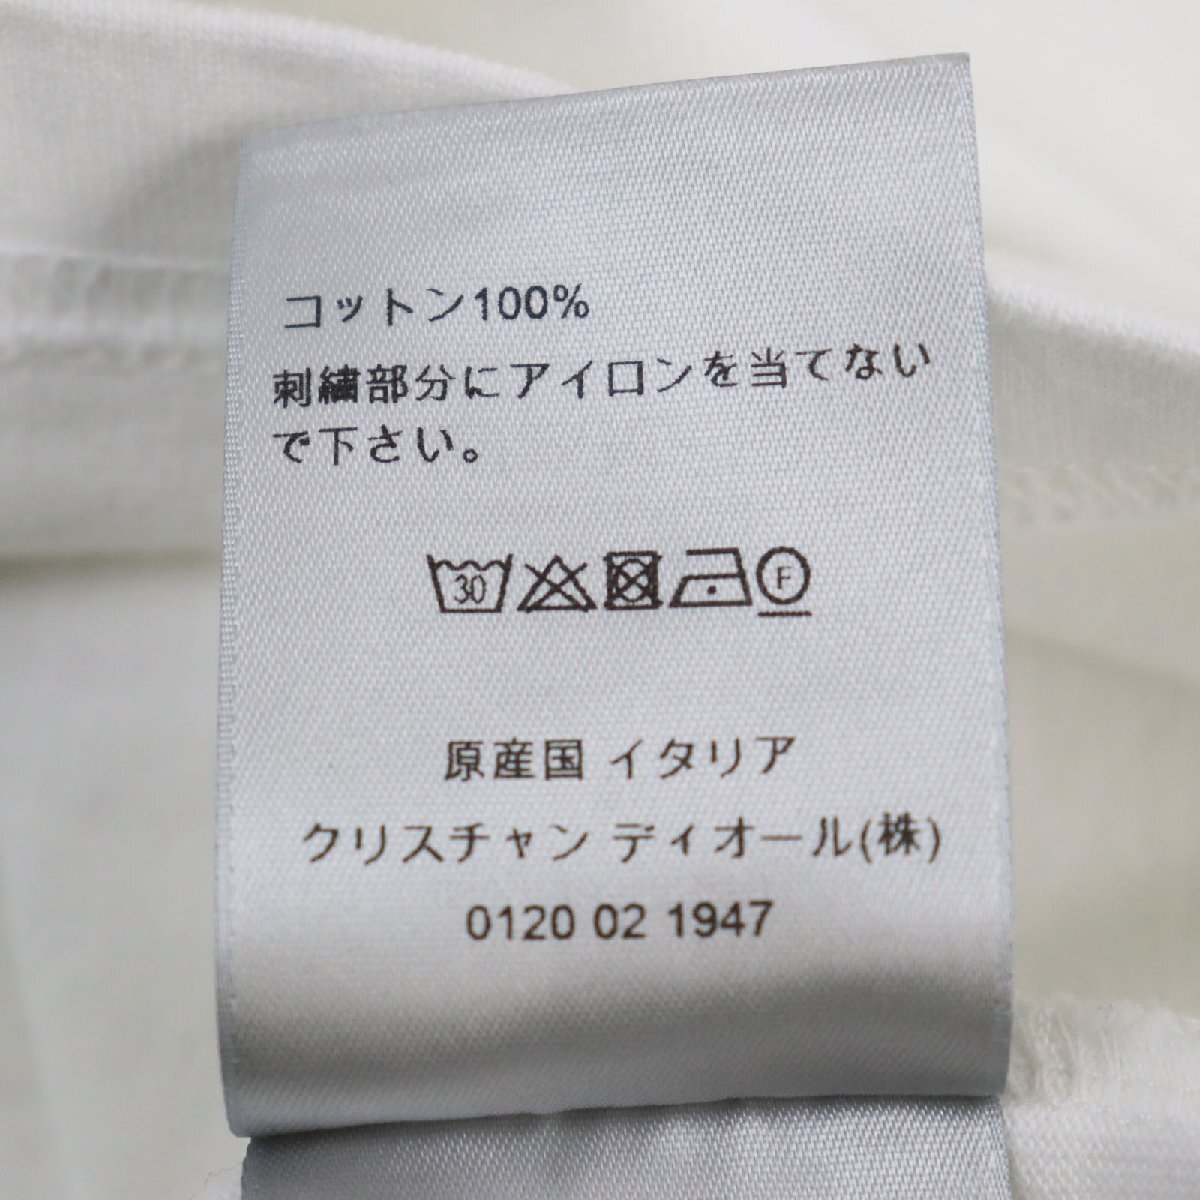 コットン100%
刺繍部分にアイロンを当てない
で下さい。
30 F
原産国 イタリア
クリスチャン ディオール(株)
0120 02 1947